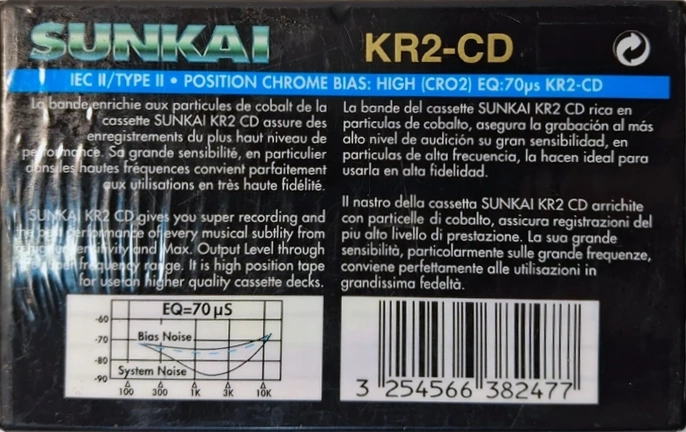 SUNKAI
KR2-CD
IEC II/TYPE II • POSITION CHROME BIAS: HIGH (CRO2) EQ:70µs KR2-CD
La bande enrichie aux particules de cobalt de la
cassette SUNKAI KR2 CD assure des
enregistrements du plus haut niveau de
performance. Sa grande sensibilité, en particulier
dans les hautes fréquences convient parfaitement
aux utilisations en très haute fidélité.
SUNKAI KR2 CD gives you super recording and
the best performance of every musical subtlity from
a high sensitivity and Max. Output Level through
frequency range. It is high position tape
for use on higher quality cassette decks.
La bande del cassette SUNKAI KR2 CD rica en
particulas de cobalto, asegura la grabación al más
alto nivel de audición su gran sensibilidad, en
particulas de alta frecuencia, la hacen ideal para
usarla en alta fidelidad.
Il nastro della cassetta SUNKAI KR2 CD arrichite
con particelle di cobalto, assicura registrazioni del
piu alto livello di prestazione. La sua grande
sensibilità, particolarmente sulle grande frequenze,
conviene perfettamente alle utilisazioni in
grandissima fedeltà.
EQ=70µS
-60
Bias Noise
-70
-80
System Noise
-90
100 300 1K 3K 10K
3 254566 382477